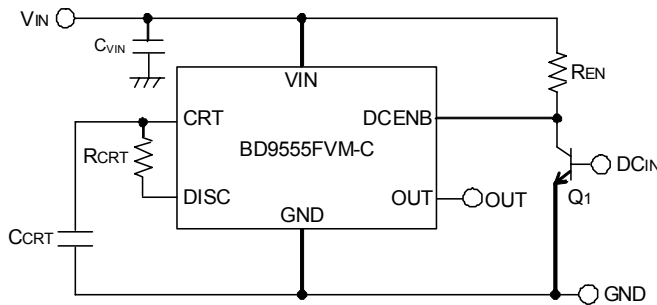 VIN
CVIN
VIN
REN
CRT
DCENB
RCRT
BD9555FVM-C
DCIN
DISC
OUT
OUT
Q1
GND
CCRT
GND